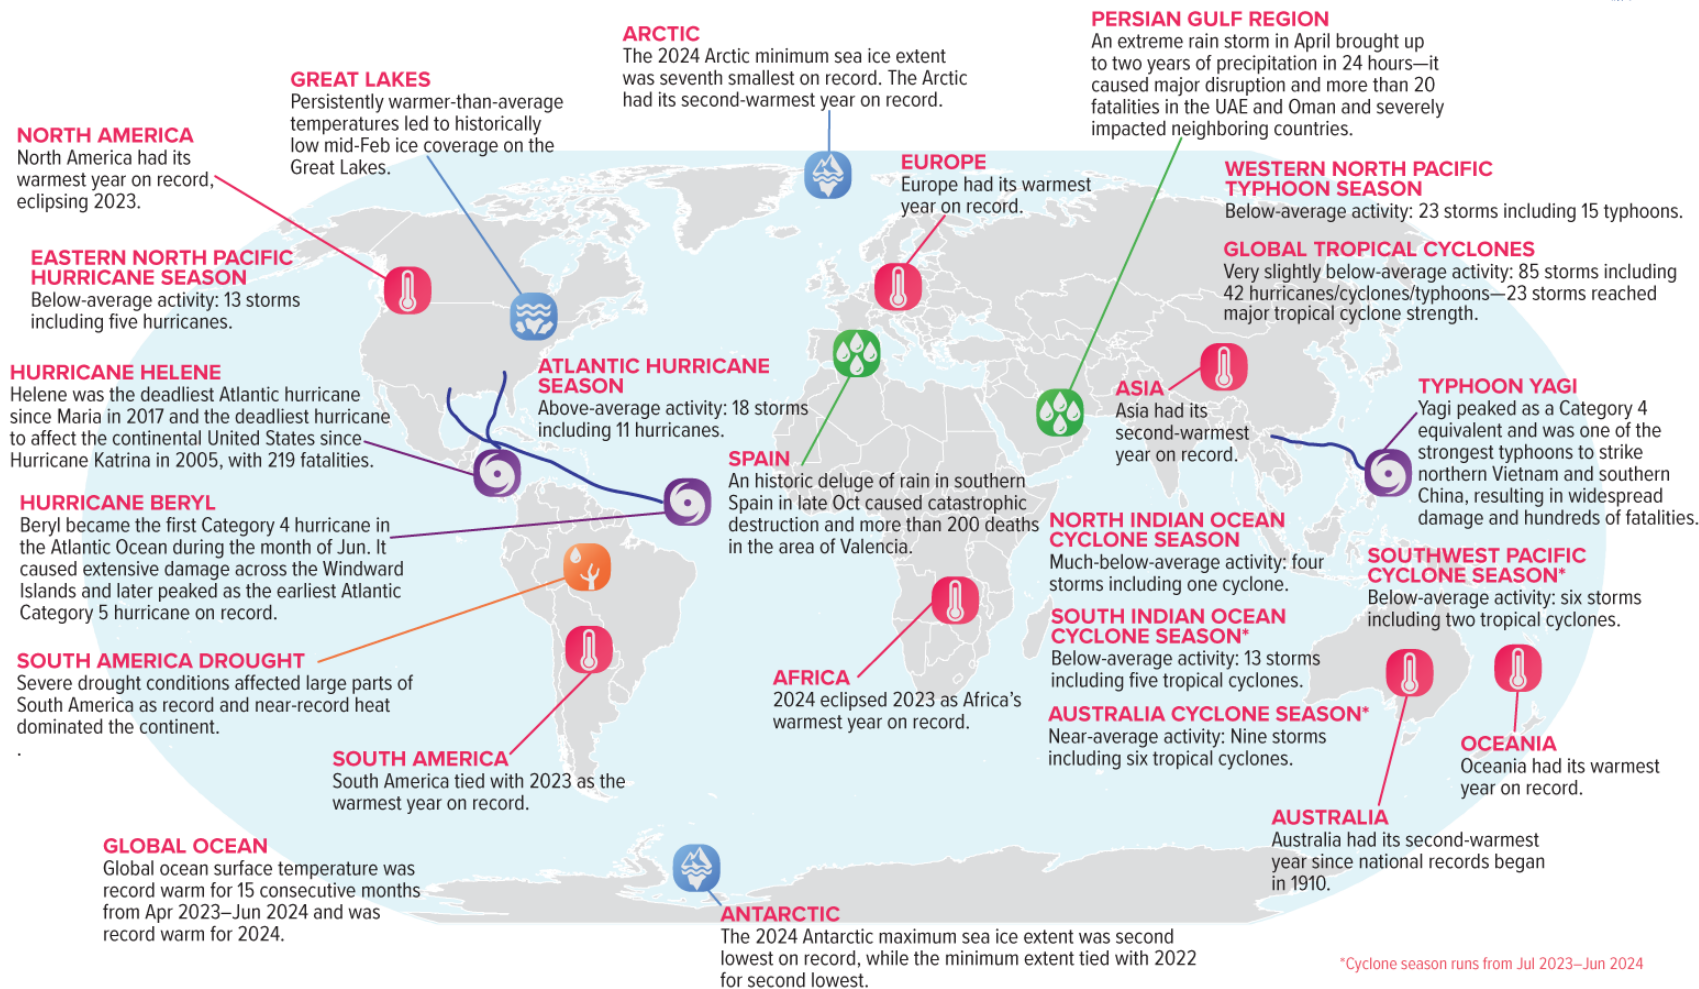 ARCTIC
The 2024 Arctic minimum sea ice extent
was seventh smallest on record. The Arctic
had its second-warmest year on record.
PERSIAN GULF REGION
An extreme rain storm in April brought up
to two years of precipitation in 24 hours—it
caused major disruption and more than 20
fatalities in the UAE and Oman and severely
impacted neighboring countries.
GREAT LAKES
Persistently warmer-than-average
temperatures led to historically
low mid-Feb ice coverage on the
Great Lakes.
NORTH AMERICA
North America had its
warmest year on record,
eclipsing 2023.
EUROPE
Europe had its warmest
year on record.
WESTERN NORTH PACIFIC
TYPHOON SEASON
Below-average activity: 23 storms including 15 typhoons.
EASTERN NORTH PACIFIC
HURRICANE SEASON
Below-average activity: 13 storms
including five hurricanes.
GLOBAL TROPICAL CYCLONES
Very slightly below-average activity: 85 storms including
42 hurricanes/cyclones/typhoons—23 storms reached
major tropical cyclone strength.
HURRICANE HELENE
Helene was the deadliest Atlantic hurricane
since Maria in 2017 and the deadliest hurricane
to affect the continental United States since
Hurricane Katrina in 2005, with 219 fatalities.
ATLANTIC HURRICANE
SEASON
Above-average activity: 18 storms
including 11 hurricanes.
ASIA
Asia had its
second-warmest
year on record.
TYPHOON YAGI
Yagi peaked as a Category 4
equivalent and was one of the
strongest typhoons to strike
northern Vietnam and southern
China, resulting in widespread
damage and hundreds of fatalities.
SPAIN
An historic deluge of rain in southern
Spain in late Oct caused catastrophic
destruction and more than 200 deaths
in the area of Valencia.
HURRICANE BERYL
Beryl became the first Category 4 hurricane in
the Atlantic Ocean during the month of Jun. It
caused extensive damage across the Windward
Islands and later peaked as the earliest Atlantic
Category 5 hurricane on record.
NORTH INDIAN OCEAN
CYCLONE SEASON
Much-below-average activity: four
storms including one cyclone.
SOUTHWEST PACIFIC
CYCLONE SEASON*
Below-average activity: six storms
including two tropical cyclones.
SOUTH INDIAN OCEAN
CYCLONE SEASON*
Below-average activity: 13 storms
including five tropical cyclones.
SOUTH AMERICA DROUGHT
Severe drought conditions affected large parts of
South America as record and near-record heat
dominated the continent.
.
AFRICA
2024 eclipsed 2023 as Africa's
warmest year on record.
AUSTRALIA CYCLONE SEASON*
Near-average activity: Nine storms
including six tropical cyclones.
OCEANIA
Oceania had its warmest
year on record.
SOUTH AMERICA
South America tied with 2023 as the
warmest year on record.
AUSTRALIA
Australia had its second-warmest
year since national records began
in 1910.
GLOBAL OCEAN
Global ocean surface temperature was
record warm for 15 consecutive months
from Apr 2023–Jun 2024 and was
record warm for 2024.
ANTARCTIC
The 2024 Antarctic maximum sea ice extent was second
lowest on record, while the minimum extent tied with 2022
for second lowest.
*Cyclone season runs from Jul 2023–Jun 2024